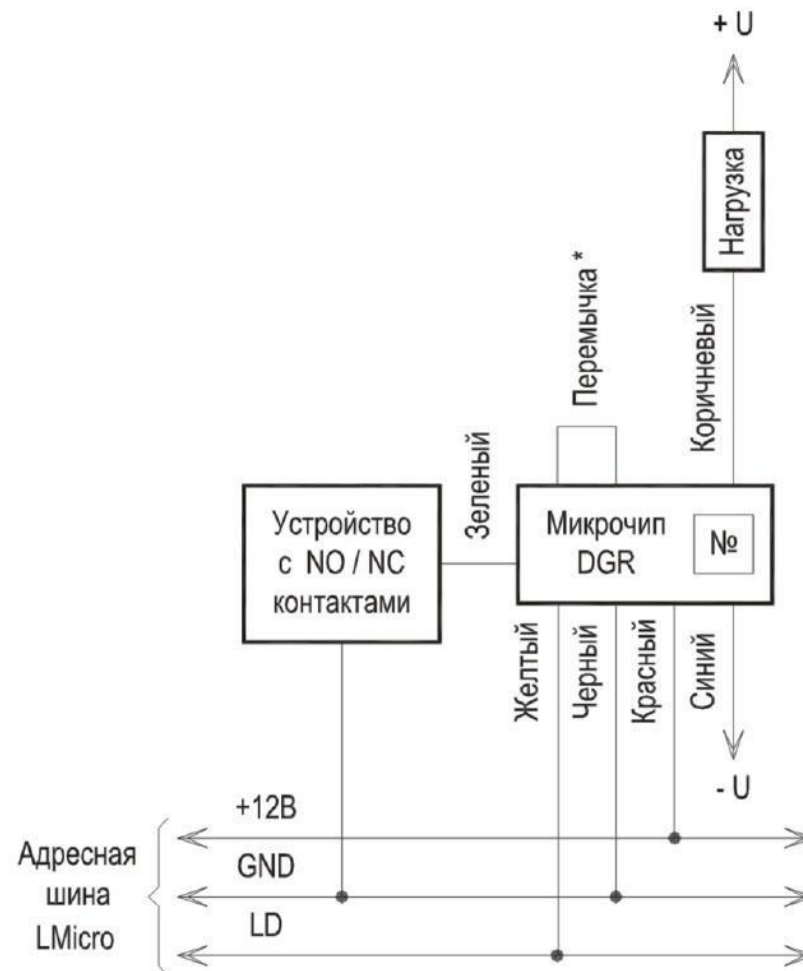 + U
Нагрузка
Перемычка*
Коричневый
Зеленый
Устройство
с NO / NC
контактами
Микрочип
DGR
№
Желтый
Черный
Красный
Синий
- U
+12В
Адресная
шина
LMicro
GND
LD